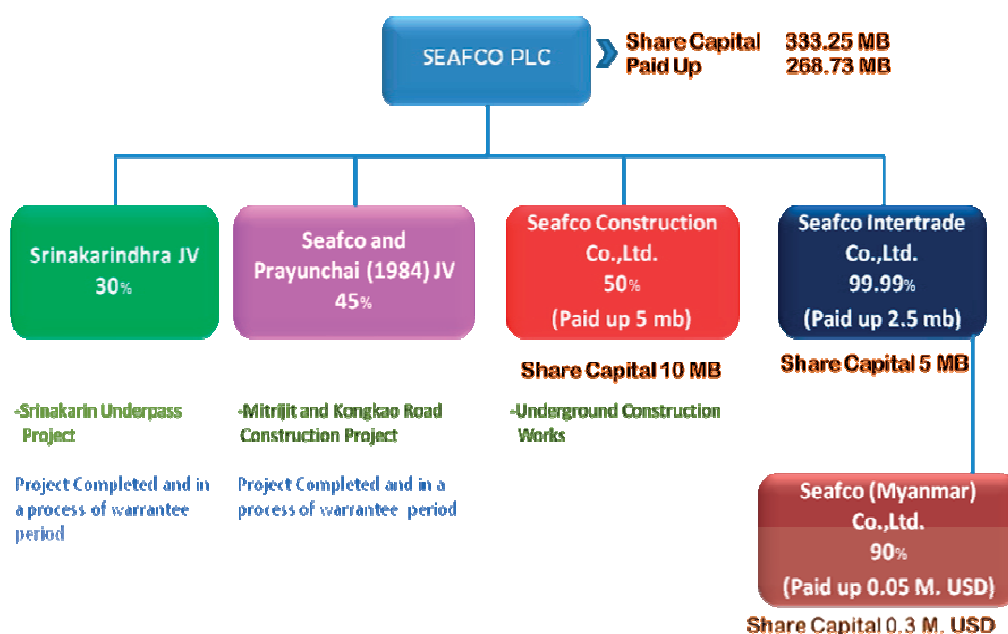 SEAFCO PLC
Share Capital 333.25 MB
Paid Up 268.73 MB
Srinakarindhra JV
30%
Seafco and
Prayunchai (1984) JV
45%
Seafco Construction
Co.,Ltd.
50%
(Paid up 5 mb)
Seafco Intertrade
Co.,Ltd.
99.99%
(Paid up 2.5 mb)
Share Capital 10 MB
Share Capital 5 MB
-Srinakarin Underpass
Project
-Mitrijit and Kongkao Road
Construction Project
-Underground Construction
Works
Project Completed and in
a process of warrantee
period
Project Completed and in a
process of warrantee period
Seafco (Myanmar)
Co.,Ltd.
90%
(Paid up 0.05 M. USD)
Share Capital 0.3 M. USD